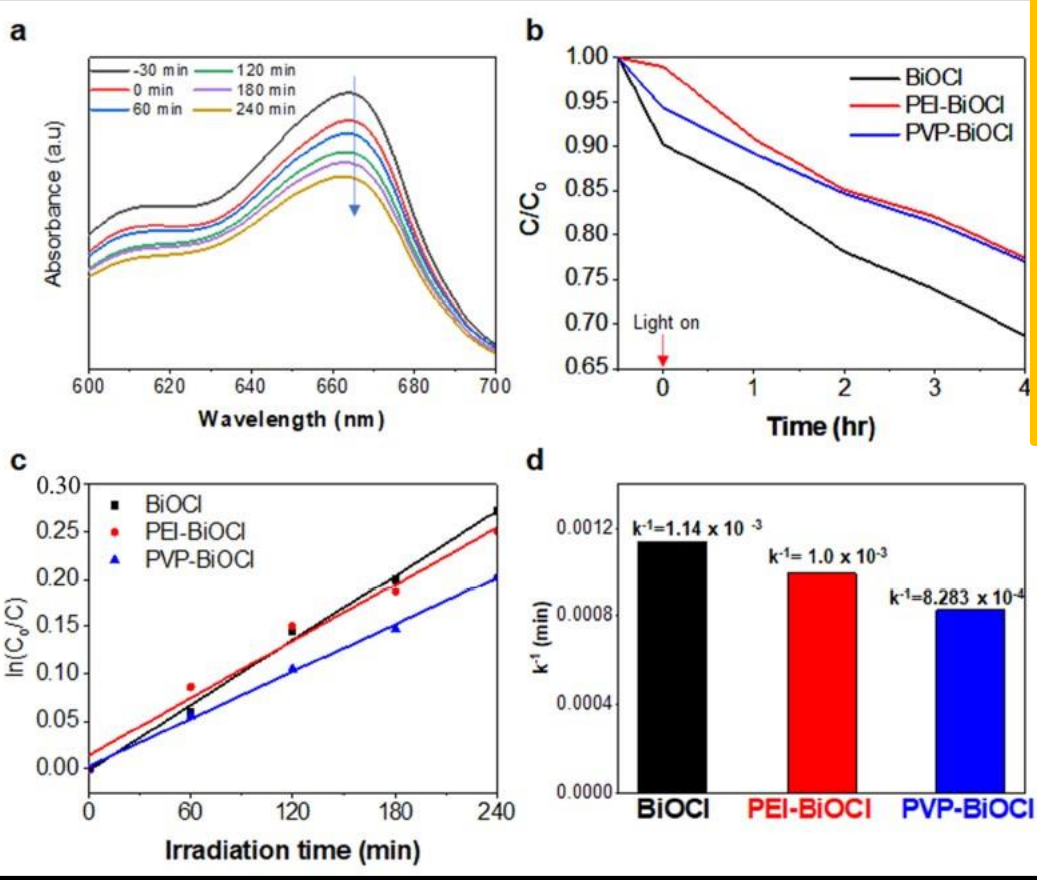 a
-30 min 120 min
0 min 180 min
60 min 240 min
Absorbance (a.u)
600 620 640 660 680 700
Wavelength (nm)
b
1.00
0.95
0.90
0.85
0.80
0.75
0.70
0.65
C/C₀
BiOCl
PEI-BiOCl
PVP-BiOCl
Light on
0 1 2 3 4
Time (hr)
c
0.30
0.25
0.20
0.15
0.10
0.05
0.00
ln(C₀/C)
BiOCl
PEI-BiOCl
PVP-BiOCl
0 60 120 180 240
Irradiation time (min)
d
0.0012
0.0008
0.0004
0.0000
k⁻¹ (min)
k⁻¹=1.14 x 10 ⁻³
k⁻¹= 1.0 x 10⁻³
k⁻¹=8.283 x 10⁻⁴
BiOCl PEI-BiOCl PVP-BiOCl